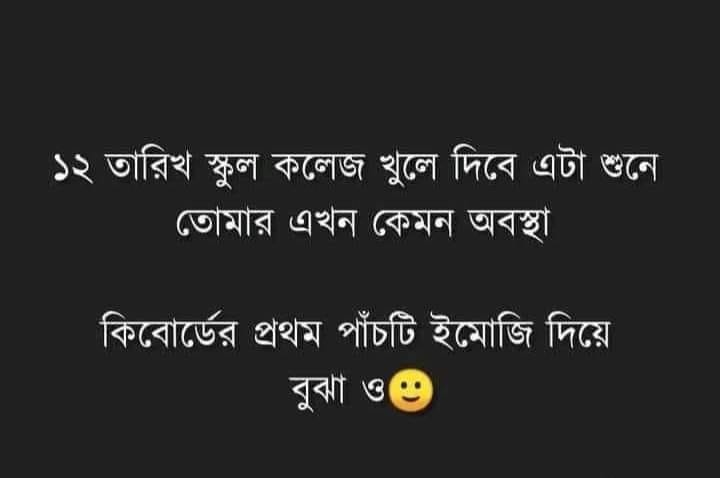 ১২ তারিখ স্কুল কলেজ খুলে দিবে এটা শুনে
তোমার এখন কেমন অবস্থা
কিবোর্ডের প্রথম পাঁচটি ইমোজি দিয়ে
বুঝা ও🙂